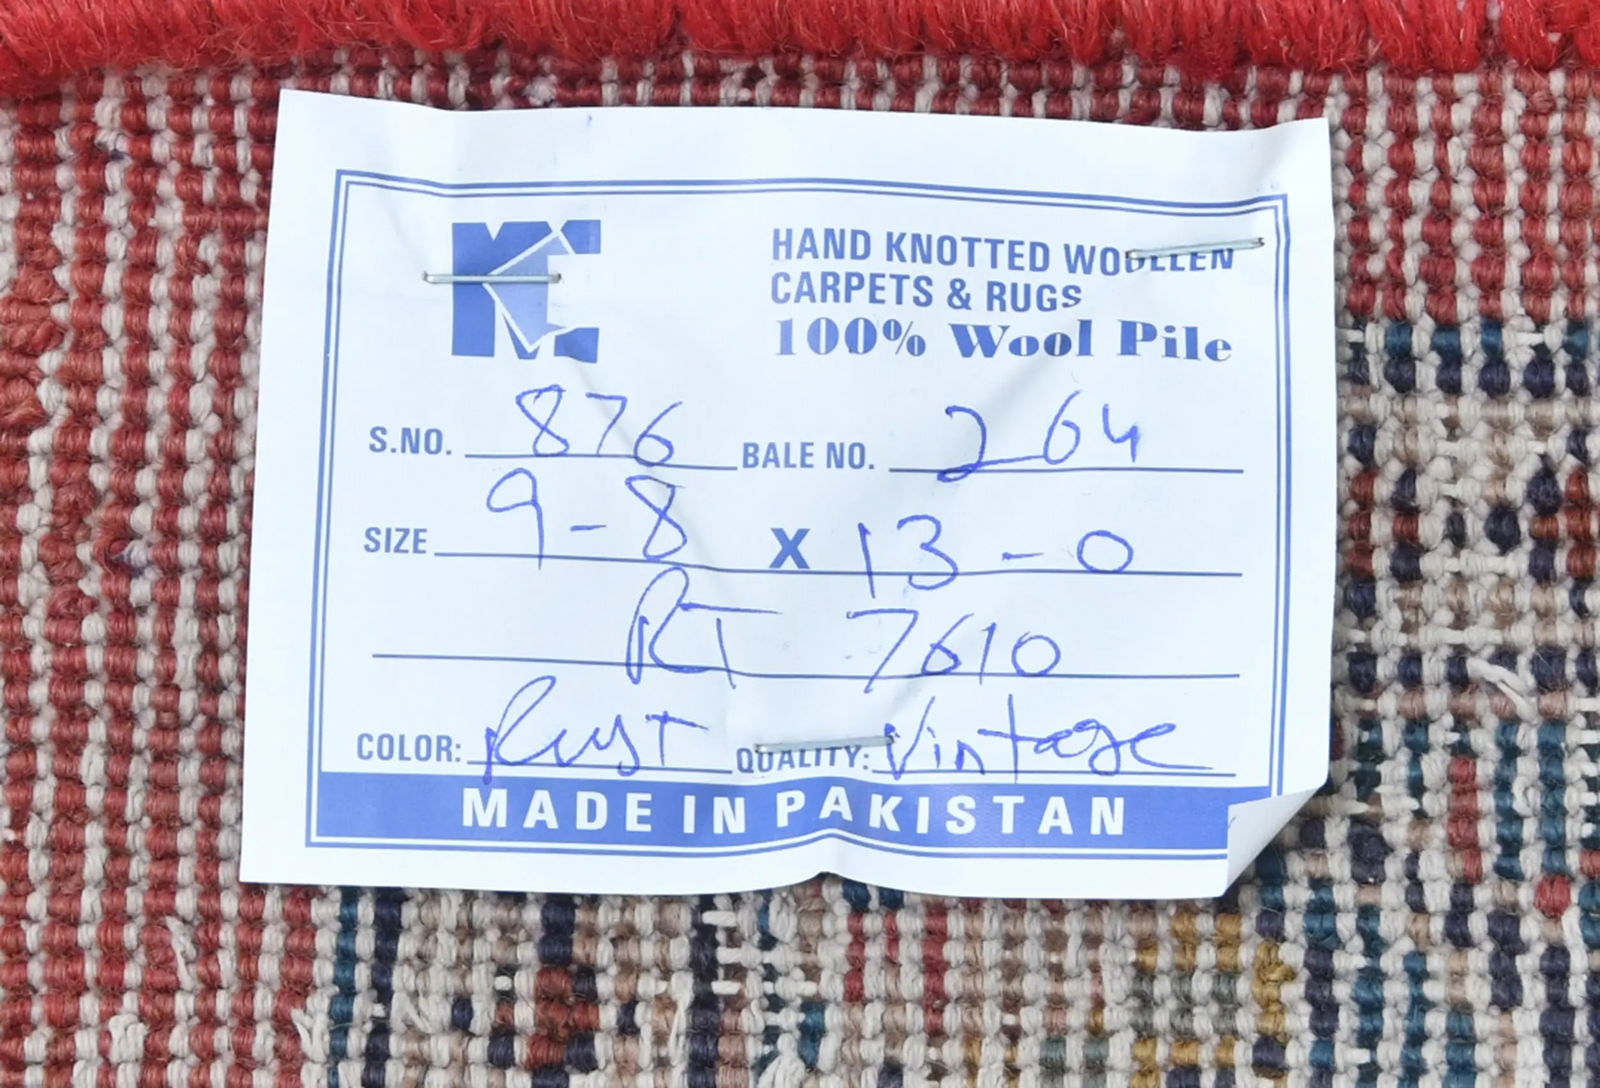 HAND KNOTTED WOOLLEN
CARPETS & RUGS
100% Wool Pile
S.NO. 876 BALE NO. 264
SIZE 9-8 X 13-0
RT 7610
COLOR: Rust QUALITY: Vintage
MADE IN PAKISTAN